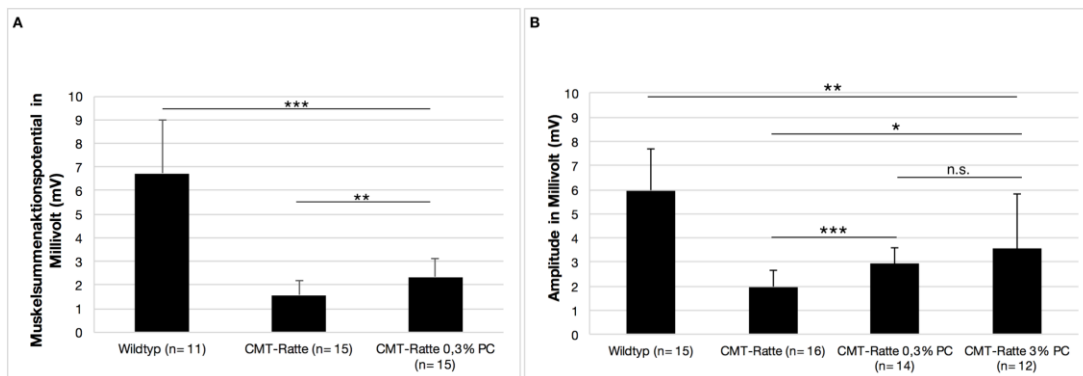 A
Muskelsummenaktionspotential in
Millivolt (mV)
10
9
8
7
6
5
4
3
2
1
0
***
**
Wildtyp (n= 11)
CMT-Ratte (n= 15)
CMT-Ratte 0,3% PC
(n= 15)
B
Amplitude in Millivolt (mV)
10
9
8
7
6
5
4
3
2
1
0
**
*
n.s.
***
Wildtyp (n= 15)
CMT-Ratte (n= 16)
CMT-Ratte 0,3% PC
(n= 14)
CMT-Ratte 3% PC
(n= 12)